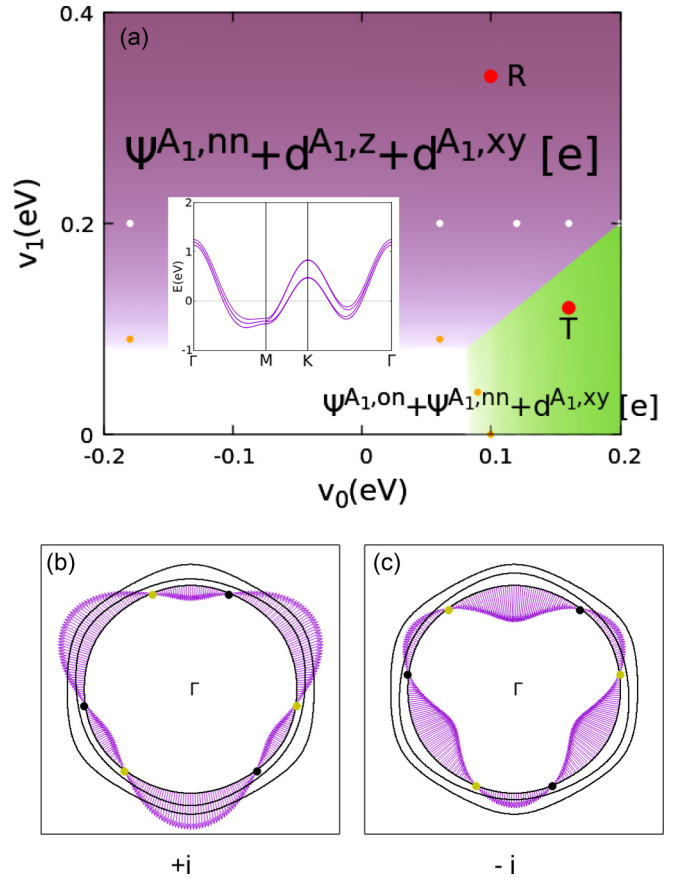 (a)
0.4
0.2
0
v₁(eV)
R
Ψ^{A₁,nn}+d^{A₁,z}+d^{A₁,xy} [e]
2
1
0
-1
E(eV)
Γ M K Γ
T
Ψ^{A₁,on}+Ψ^{A₁,nn}+d^{A₁,xy} [e]
-0.2 -0.1 0 0.1 0.2
v₀(eV)
(b) (c)
Γ Γ
+i - i